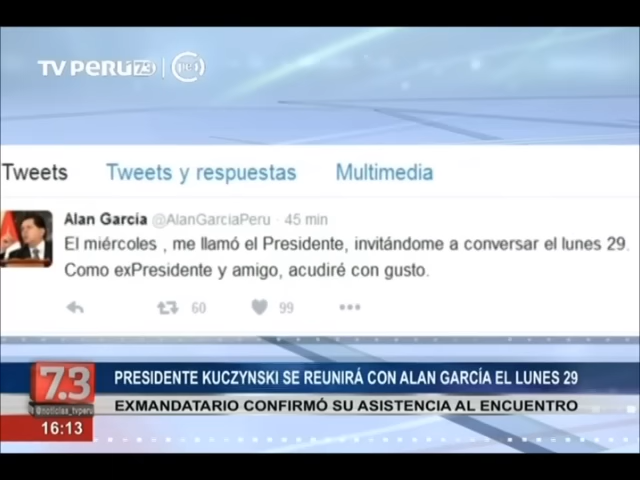 TV PERÚ 7.3
Tweets Tweets y respuestas Multimedia
Alan García @AlanGarciaPeru · 45 min
El miércoles , me llamó el Presidente, invitándome a conversar el lunes 29.
Como exPresidente y amigo, acudiré con gusto.
60 99
7.3 PRESIDENTE KUCZYNSKI SE REUNIRÁ CON ALAN GARCÍA EL LUNES 29
@noticias_tvperu EXMANDATARIO CONFIRMÓ SU ASISTENCIA AL ENCUENTRO
16:13